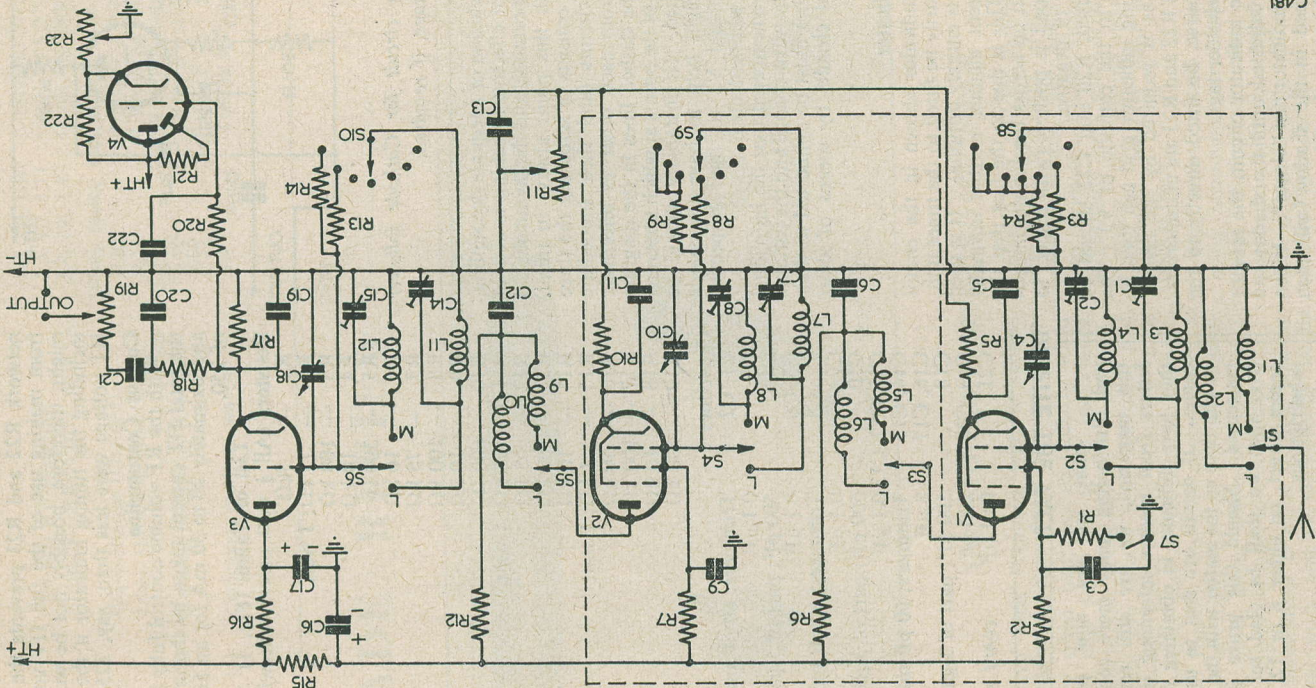 R15
HT+
R2
R6
R7
R12
C16
R16
C3
C9
C17
S7
R1
V1
V2
V3
L
L
S3
L
S5
L
L
S1
S2
S4
S6
M
M
M
M
M
M
L1
L2
L3
L4
L5
L6
L7
L8
L9
L10
L11
L12
C1
C2
C4
R5
C5
C6
C7
C8
C10
R10
C11
C12
C14
C15
C18
C19
R17
R18
C20
C21
R19
OUTPUT
HT-
R3
R4
S8
R8
R9
S9
R11
C13
R13
R14
S10
R20
C22
HT+
R21
V4
R22
R23
C481